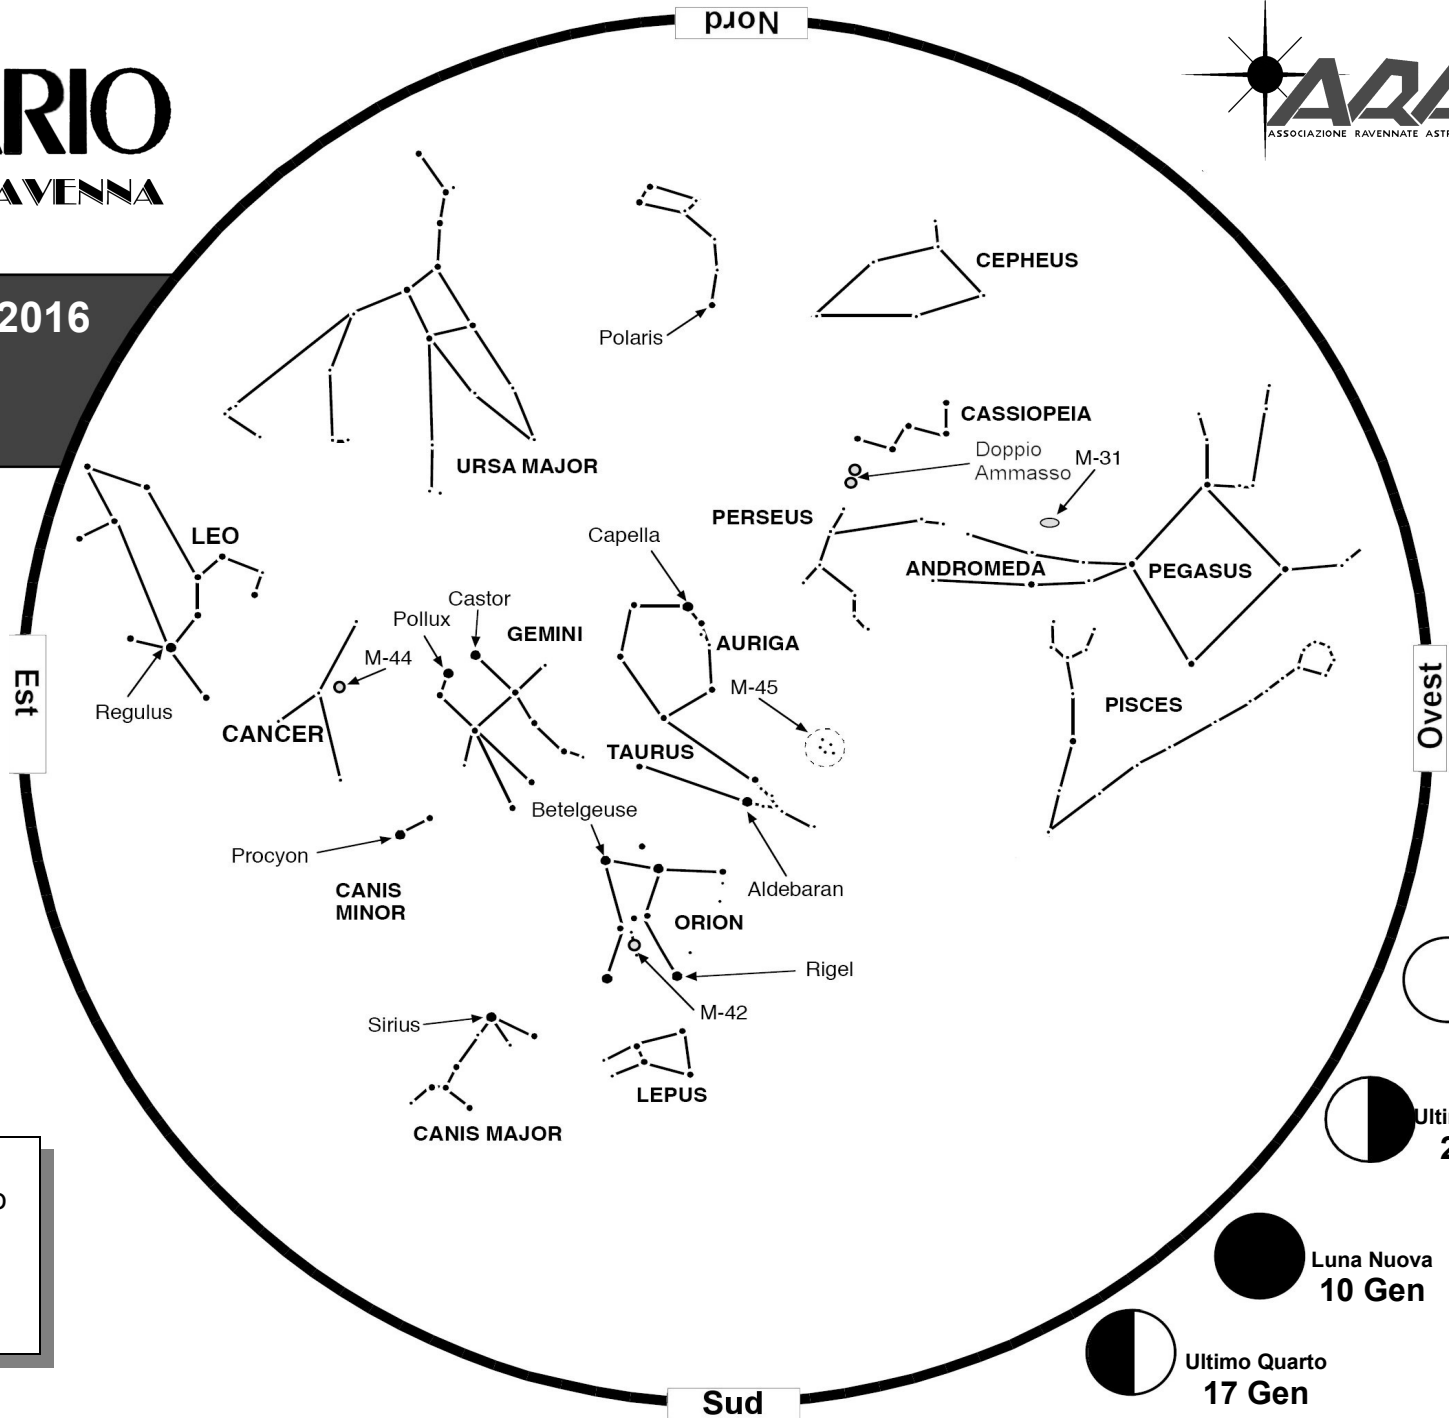 Nord
RIO
AVENNA
ARA
ASSOCIAZIONE RAVENNATE ASTR
2016
CEPHEUS
Polaris
CASSIOPEIA
Doppio
Ammasso
M-31
URSA MAJOR
LEO
PERSEUS
Capella
ANDROMEDA
PEGASUS
Castor
Pollux
GEMINI
AURIGA
M-44
M-45
Est
Ovest
Regulus
CANCER
PISCES
TAURUS
Betelgeuse
Procyon
CANIS
MINOR
Aldebaran
ORION
Rigel
M-42
Sirius
LEPUS
CANIS MAJOR
Ulti
2
o
Luna Nuova
10 Gen
Ultimo Quarto
17 Gen
Sud